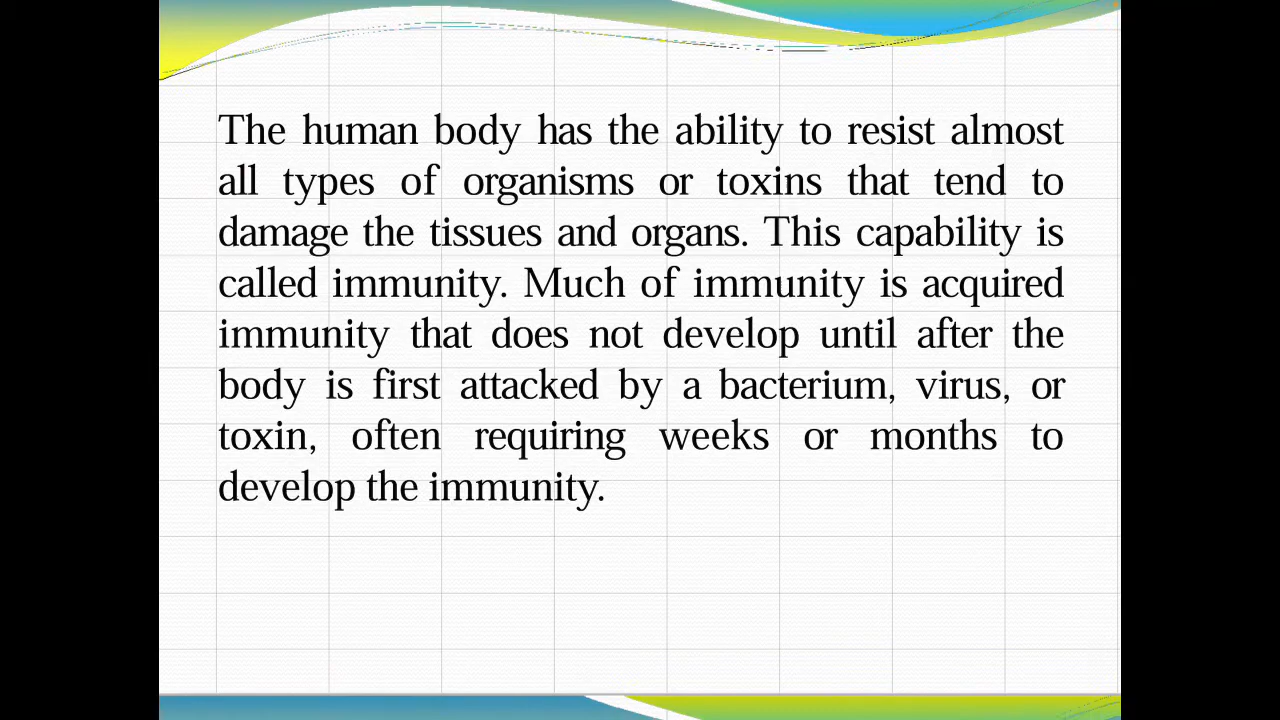 The human body has the ability to resist almost
all types of organisms or toxins that tend to
damage the tissues and organs. This capability is
called immunity. Much of immunity is acquired
immunity that does not develop until after the
body is first attacked by a bacterium, virus, or
toxin, often requiring weeks or months to
develop the immunity.